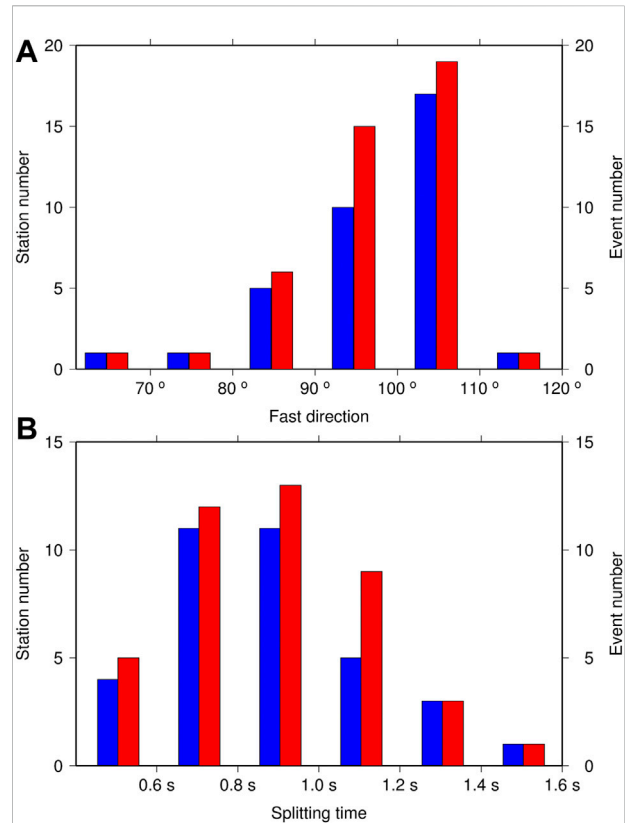 A
20
20
15
15
10
10
5
5
0
0
Station number
Event number
70 º
80 º
90 º
100 º
110 º
120 º
Fast direction
B
15
15
10
10
5
5
0
0
Station number
Event number
0.6 s
0.8 s
1.0 s
1.2 s
1.4 s
1.6 s
Splitting time